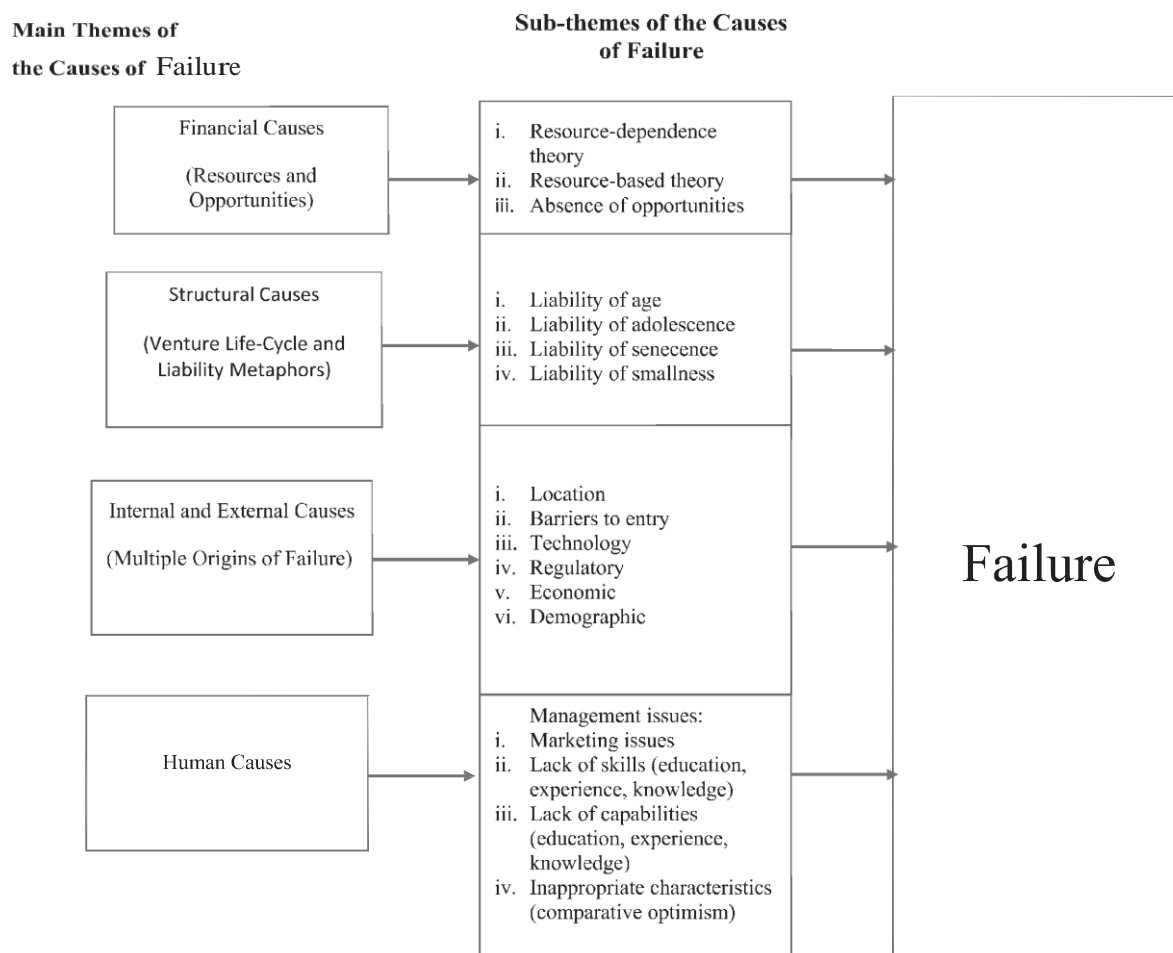 Main Themes of
the Causes of Failure
Sub-themes of the Causes
of Failure
Financial Causes
(Resources and
Opportunities)
i. Resource-dependence
theory
ii. Resource-based theory
iii. Absence of opportunities
Structural Causes
(Venture Life-Cycle and
Liability Metaphors)
i. Liability of age
ii. Liability of adolescence
iii. Liability of senecence
iv. Liability of smallness
Internal and External Causes
(Multiple Origins of Failure)
i. Location
ii. Barriers to entry
iii. Technology
iv. Regulatory
v. Economic
vi. Demographic
Human Causes
Management issues:
i. Marketing issues
ii. Lack of skills (education,
experience, knowledge)
iii. Lack of capabilities
(education, experience,
knowledge)
iv. Inappropriate characteristics
(comparative optimism)
Failure